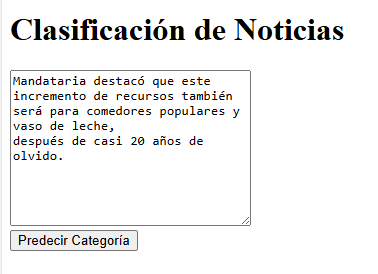 Clasificación de Noticias
Mandataria destacó que este
incremento de recursos también
será para comedores populares y
vaso de leche,
después de casi 20 años de
olvido.
Predecir Categoría